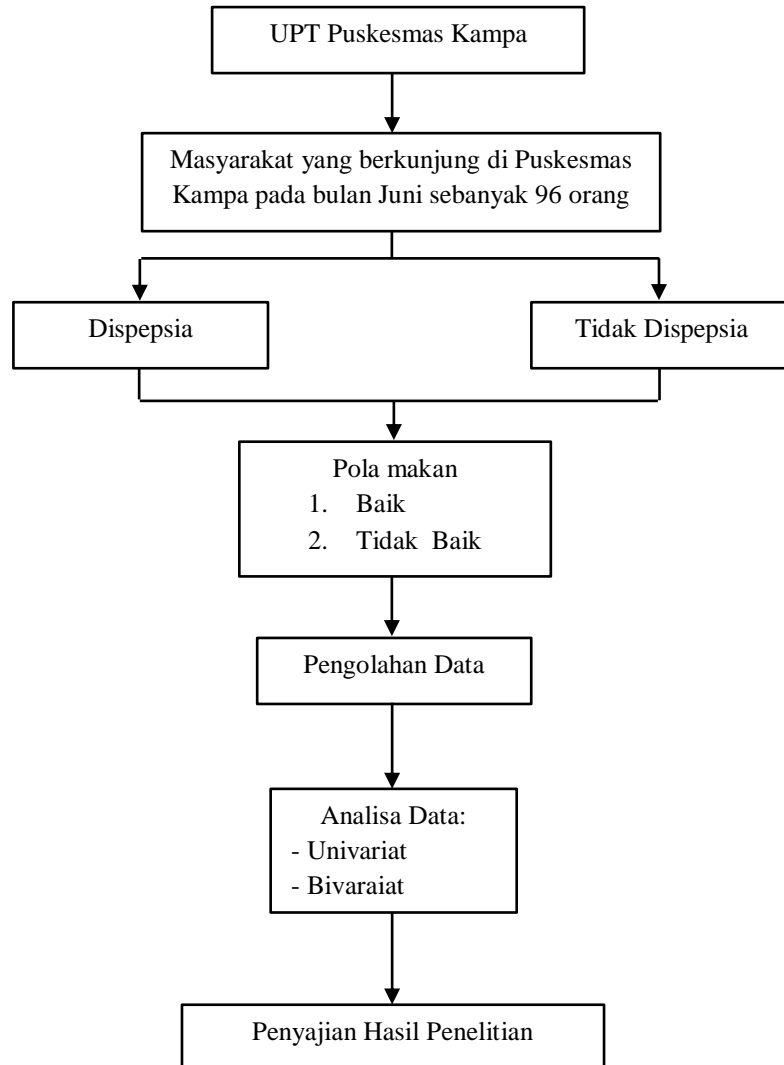 UPT Puskesmas Kampa
Masyarakat yang berkunjung di Puskesmas
Kampa pada bulan Juni sebanyak 96 orang
Dispepsia
Tidak Dispepsia
Pola makan
1. Baik
2. Tidak Baik
Pengolahan Data
Analisa Data:
- Univariat
- Bivaraiat
Penyajian Hasil Penelitian